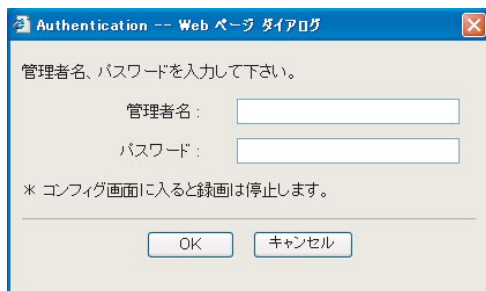 Authentication -- Web ページ ダイアログ
管理者名、パスワードを入力して下さい。
管理者名：
パスワード：
* コンフィグ画面に入ると録画は停止します。
OK キャンセル